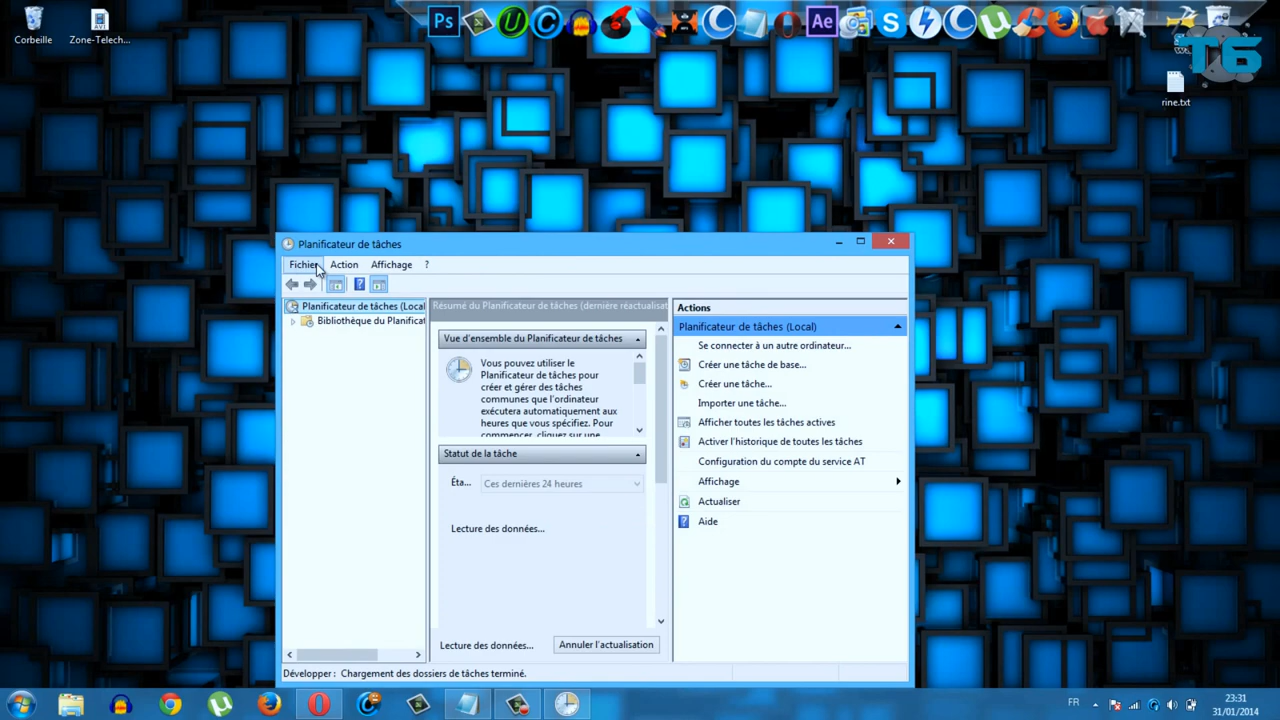 Corbeille
Zone-Telech...
Ps
Ae
T6
rine.txt
Planificateur de tâches
Fichier Action Affichage ?
Planificateur de tâches (Local
Bibliothèque du Planificat
Résumé du Planificateur de tâches (dernière réactualisat
Vue d'ensemble du Planificateur de tâches
Vous pouvez utiliser le
Planificateur de tâches pour
créer et gérer des tâches
communes que l'ordinateur
exécutera automatiquement aux
heures que vous spécifiez. Pour
commencer, cliquez sur une
Statut de la tâche
Éta... Ces dernières 24 heures
Lecture des données...
Lecture des données... Annuler l'actualisation
Actions
Planificateur de tâches (Local)
Se connecter à un autre ordinateur...
Créer une tâche de base...
Créer une tâche...
Importer une tâche...
Afficher toutes les tâches actives
Activer l'historique de toutes les tâches
Configuration du compte du service AT
Affichage
Actualiser
Aide
Développer : Chargement des dossiers de tâches terminé.
FR
23:31
31/01/2014